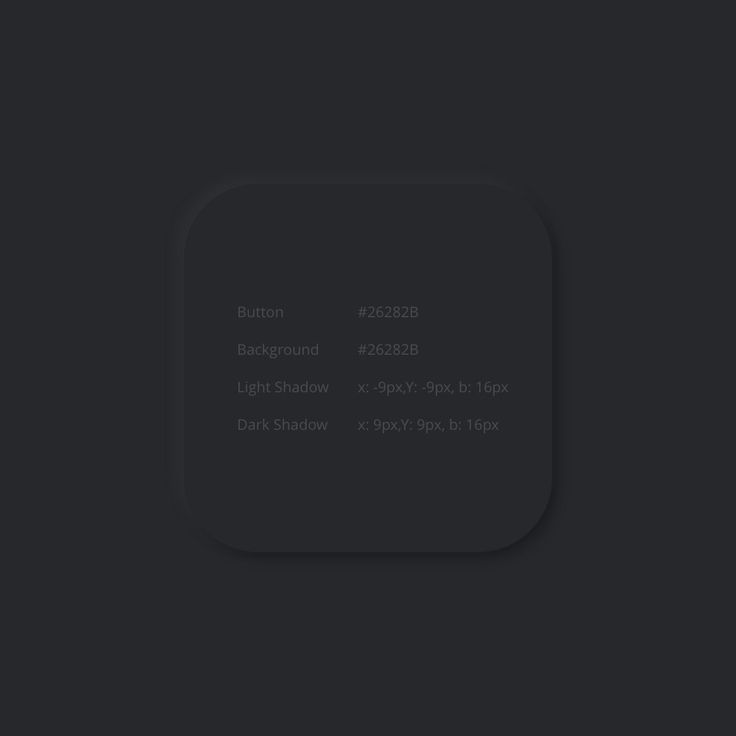 Button #26282B
Background #26282B
Light Shadow x: -9px,Y: -9px, b: 16px
Dark Shadow x: 9px,Y: 9px, b: 16px